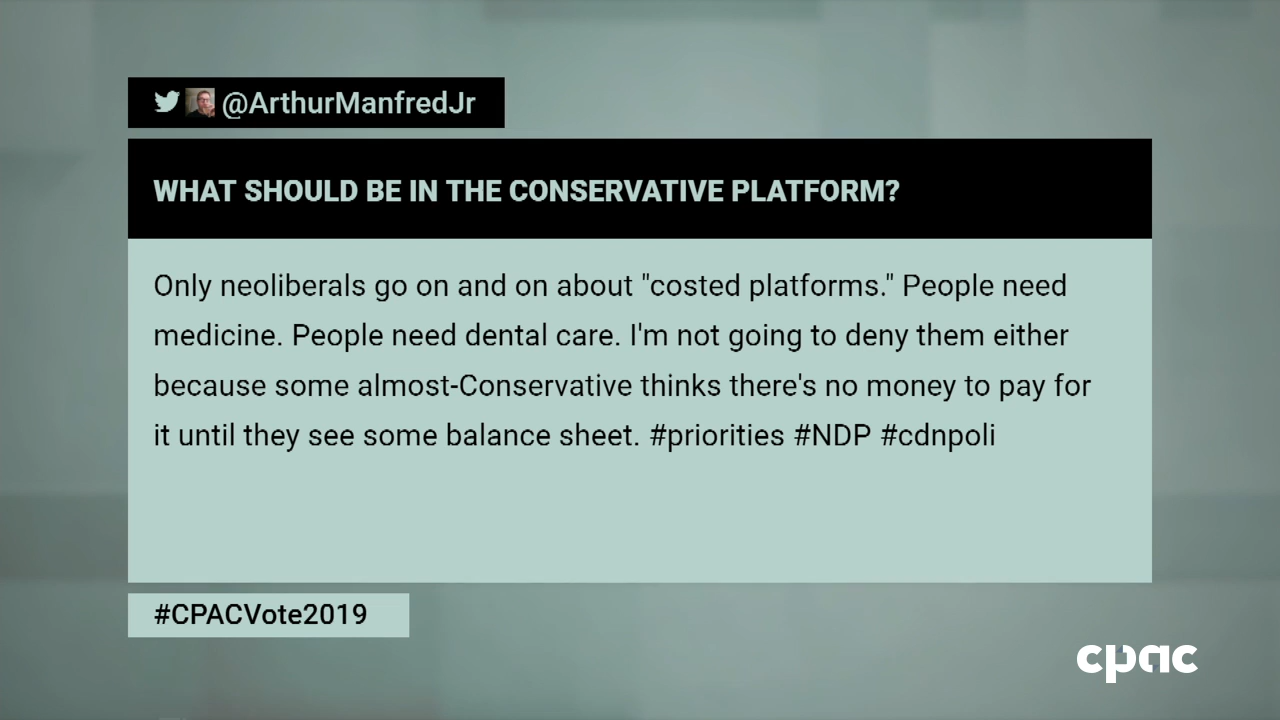 @ArthurManfredJr
WHAT SHOULD BE IN THE CONSERVATIVE PLATFORM?
Only neoliberals go on and on about "costed platforms." People need
medicine. People need dental care. I'm not going to deny them either
because some almost-Conservative thinks there's no money to pay for
it until they see some balance sheet. #priorities #NDP #cdnpoli
#CPACVote2019
cpac